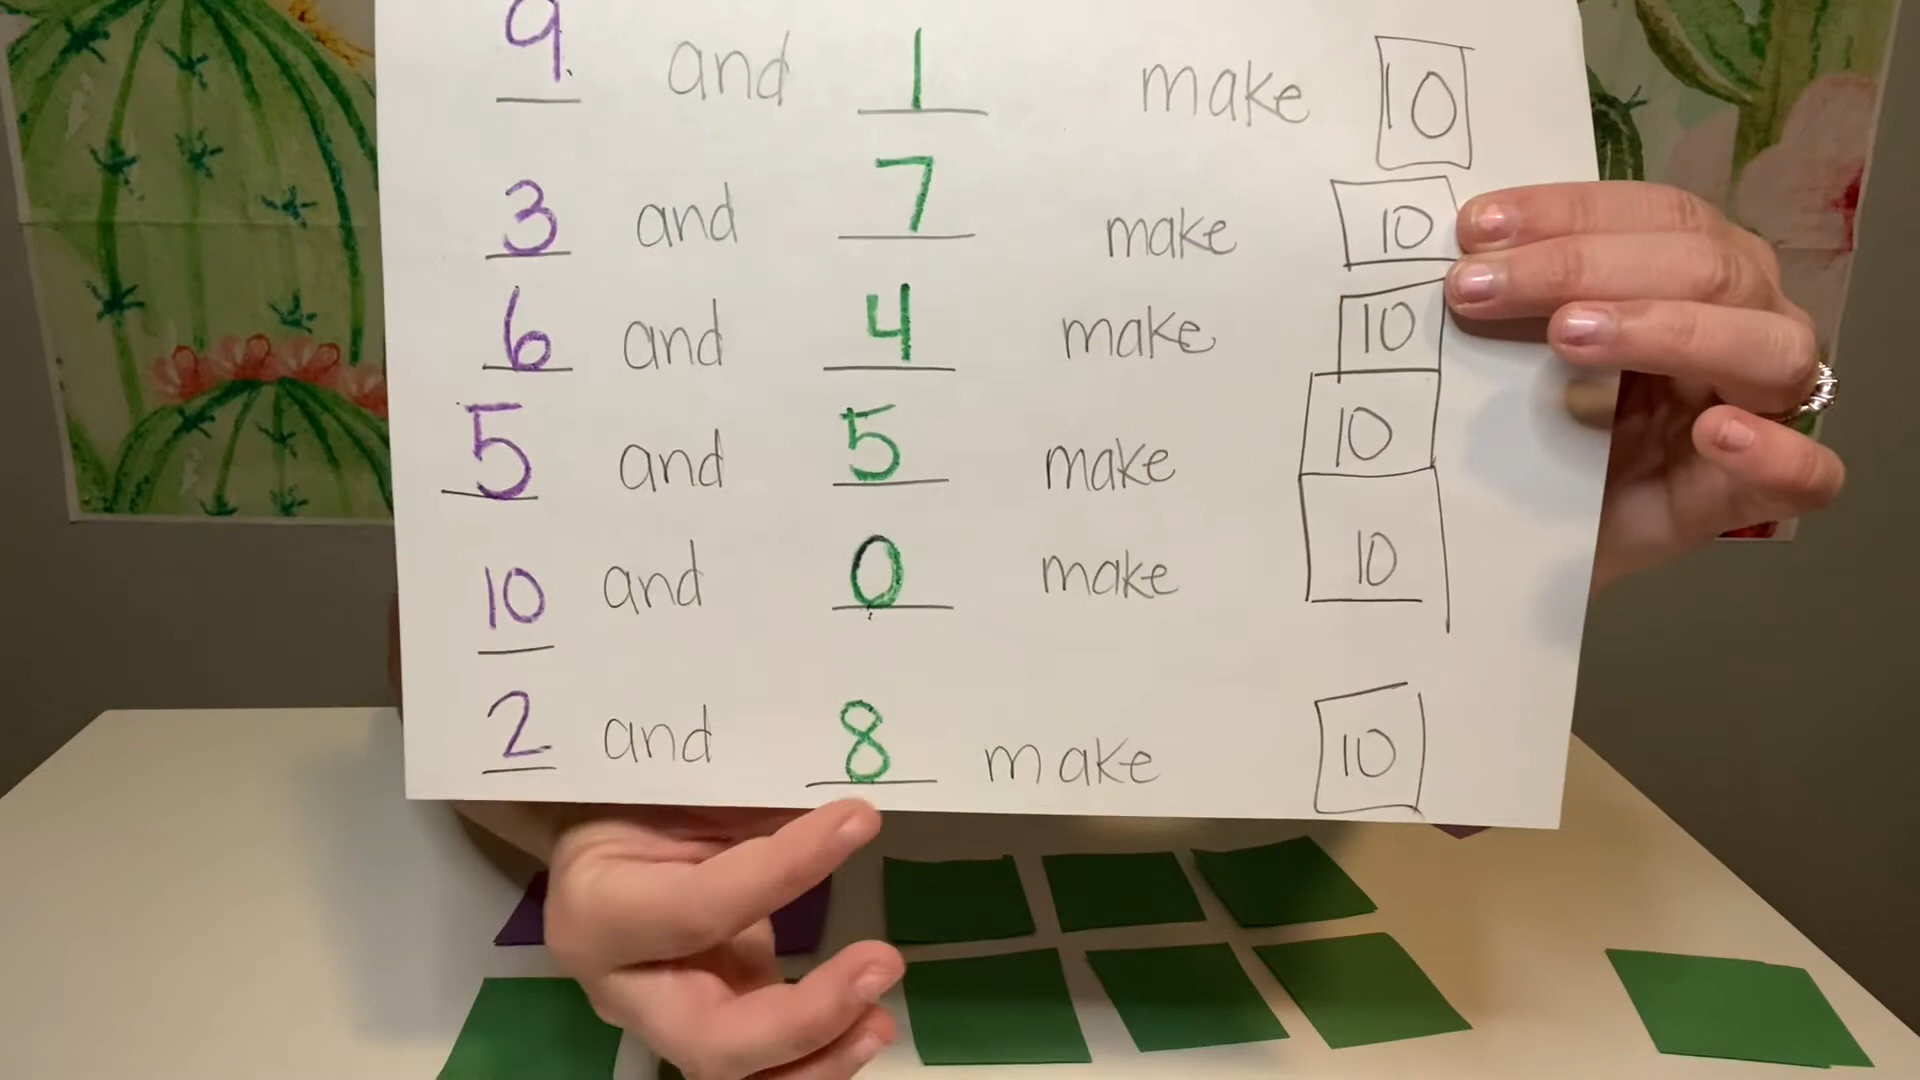 9 and 1 make 10
3 and 7 make 10
6 and 4 make 10
5 and 5 make 10
10 and 0 make 10
2 and 8 make 10